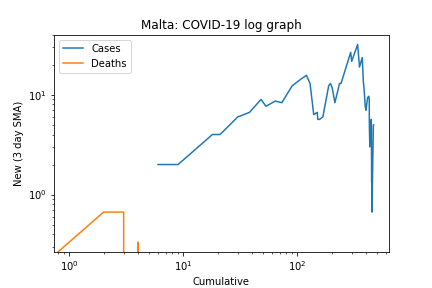 Malta: COVID-19 log graph
Cases
Deaths
New (3 day SMA)
10¹
10⁰
10⁰
10¹
10²
Cumulative